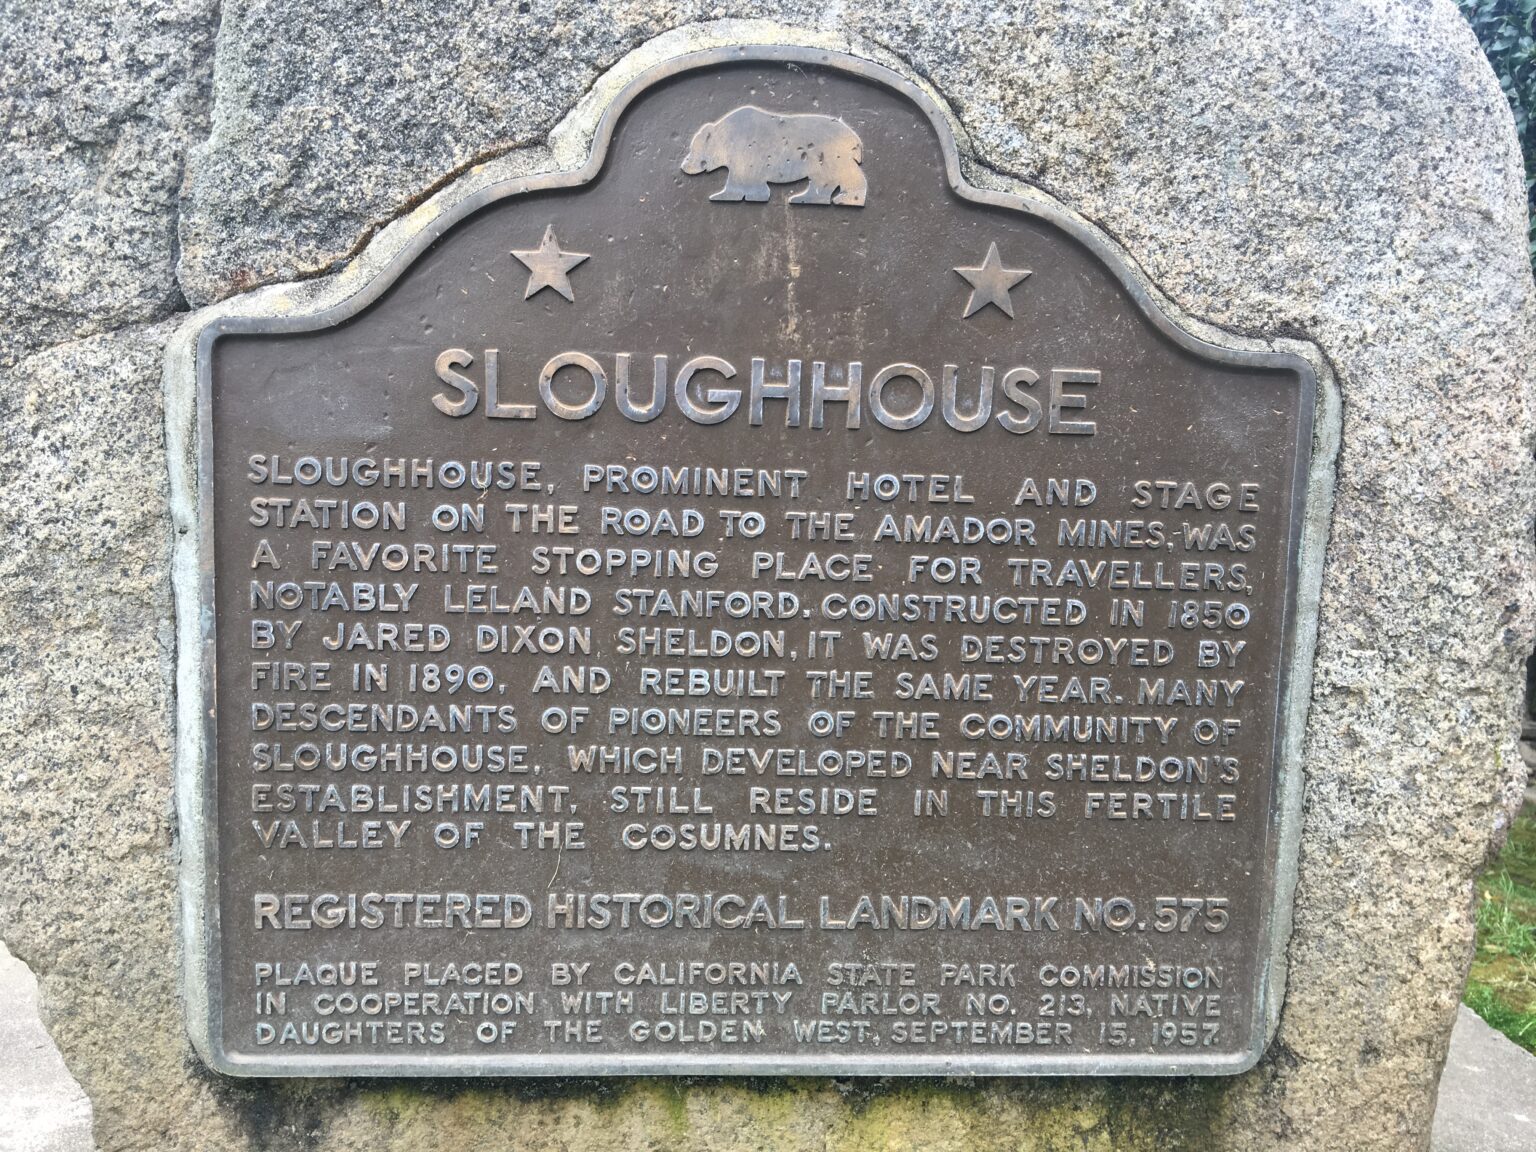 SLOUGHHOUSE
SLOUGHHOUSE, PROMINENT HOTEL AND STAGE
STATION ON THE ROAD TO THE AMADOR MINES, WAS
A FAVORITE STOPPING PLACE FOR TRAVELLERS,
NOTABLY LELAND STANFORD. CONSTRUCTED IN 1850
BY JARED DIXON SHELDON, IT WAS DESTROYED BY
FIRE IN 1890, AND REBUILT THE SAME YEAR. MANY
DESCENDANTS OF PIONEERS OF THE COMMUNITY OF
SLOUGHHOUSE, WHICH DEVELOPED NEAR SHELDON'S
ESTABLISHMENT, STILL RESIDE IN THIS FERTILE
VALLEY OF THE COSUMNES.
REGISTERED HISTORICAL LANDMARK NO. 575
PLAQUE PLACED BY CALIFORNIA STATE PARK COMMISSION
IN COOPERATION WITH LIBERTY PARLOR NO. 213, NATIVE
DAUGHTERS OF THE GOLDEN WEST, SEPTEMBER 15, 1957.